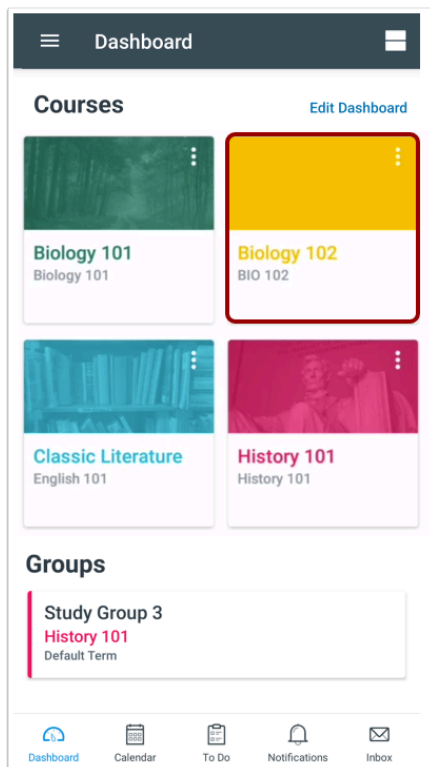 Dashboard
Courses
Edit Dashboard
Biology 101
Biology 101
Biology 102
BIO 102
Classic Literature
English 101
History 101
History 101
Groups
Study Group 3
History 101
Default Term
Dashboard
Calendar
To Do
Notifications
Inbox